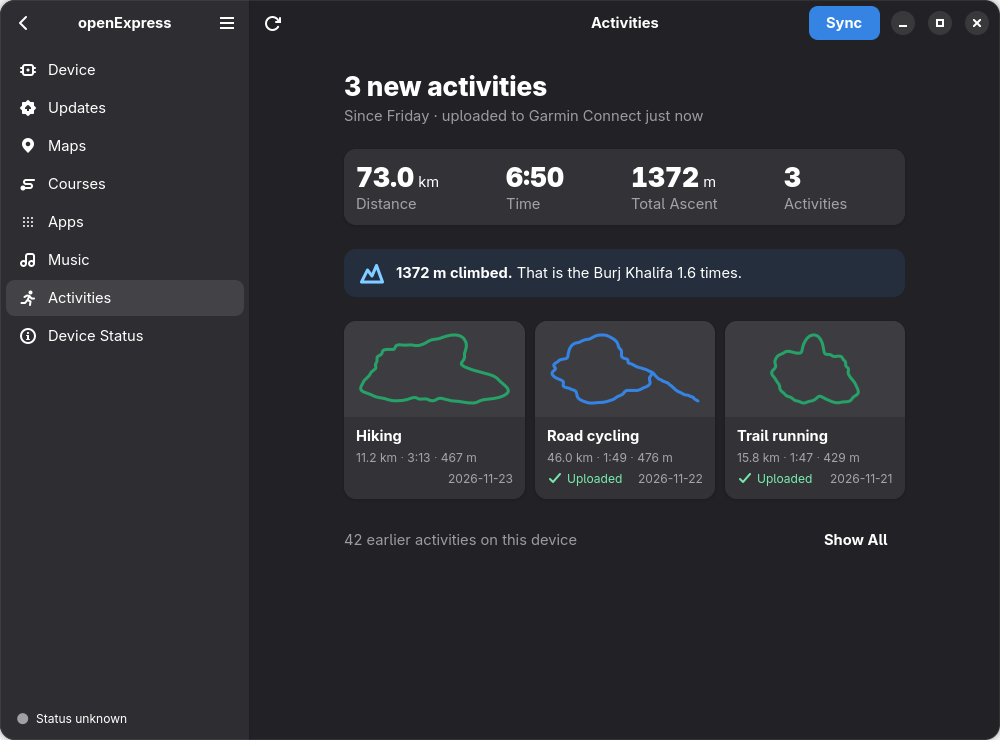 openExpress
Activities
Sync
Device
Updates
Maps
Courses
Apps
Music
Activities
Device Status
Status unknown
3 new activities
Since Friday · uploaded to Garmin Connect just now
73.0 km
Distance
6:50
Time
1372 m
Total Ascent
3
Activities
1372 m climbed. That is the Burj Khalifa 1.6 times.
Hiking
11.2 km · 3:13 · 467 m
2026-11-23
Road cycling
46.0 km · 1:49 · 476 m
Uploaded 2026-11-22
Trail running
15.8 km · 1:47 · 429 m
Uploaded 2026-11-21
42 earlier activities on this device
Show All